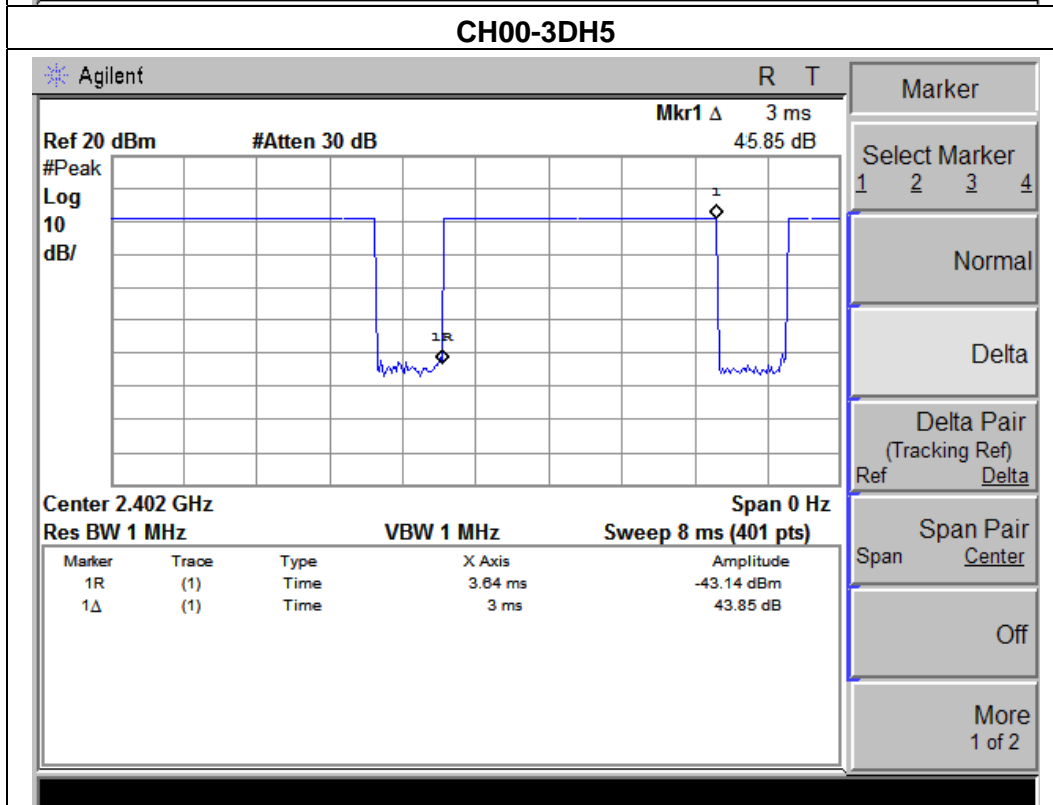 CH00-3DH5
Agilent R T
Mkr1 Δ 3 ms
Ref 20 dBm #Atten 30 dB 45.85 dB
#Peak
Log
10
dB/
1
1R
Center 2.402 GHz Span 0 Hz
Res BW 1 MHz VBW 1 MHz Sweep 8 ms (401 pts)
Marker Trace Type X Axis Amplitude
1R (1) Time 3.64 ms -43.14 dBm
1Δ (1) Time 3 ms 43.85 dB
Marker
Select Marker
1 2 3 4
Normal
Delta
Delta Pair
(Tracking Ref)
Ref Delta
Span Pair
Span Center
Off
More
1 of 2